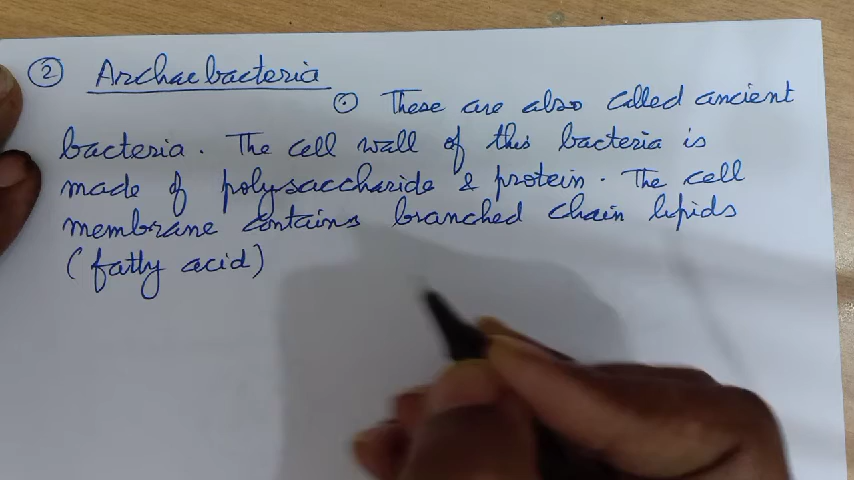 ② Archaebacteria
⊙ These are also called ancient
bacteria. The cell wall of this bacteria is
made of polysaccharide & protein. The cell
membrane contains branched chain lipids
(fatty acid)